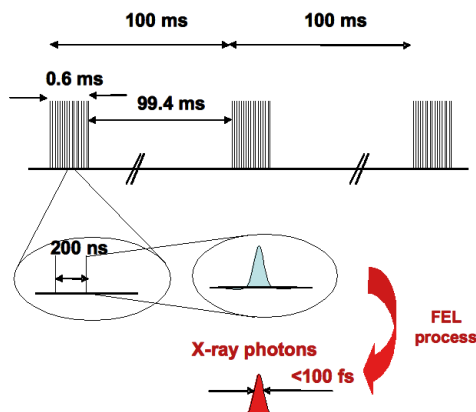 100 ms
100 ms
0.6 ms
99.4 ms
200 ns
FEL
process
X-ray photons
<100 fs